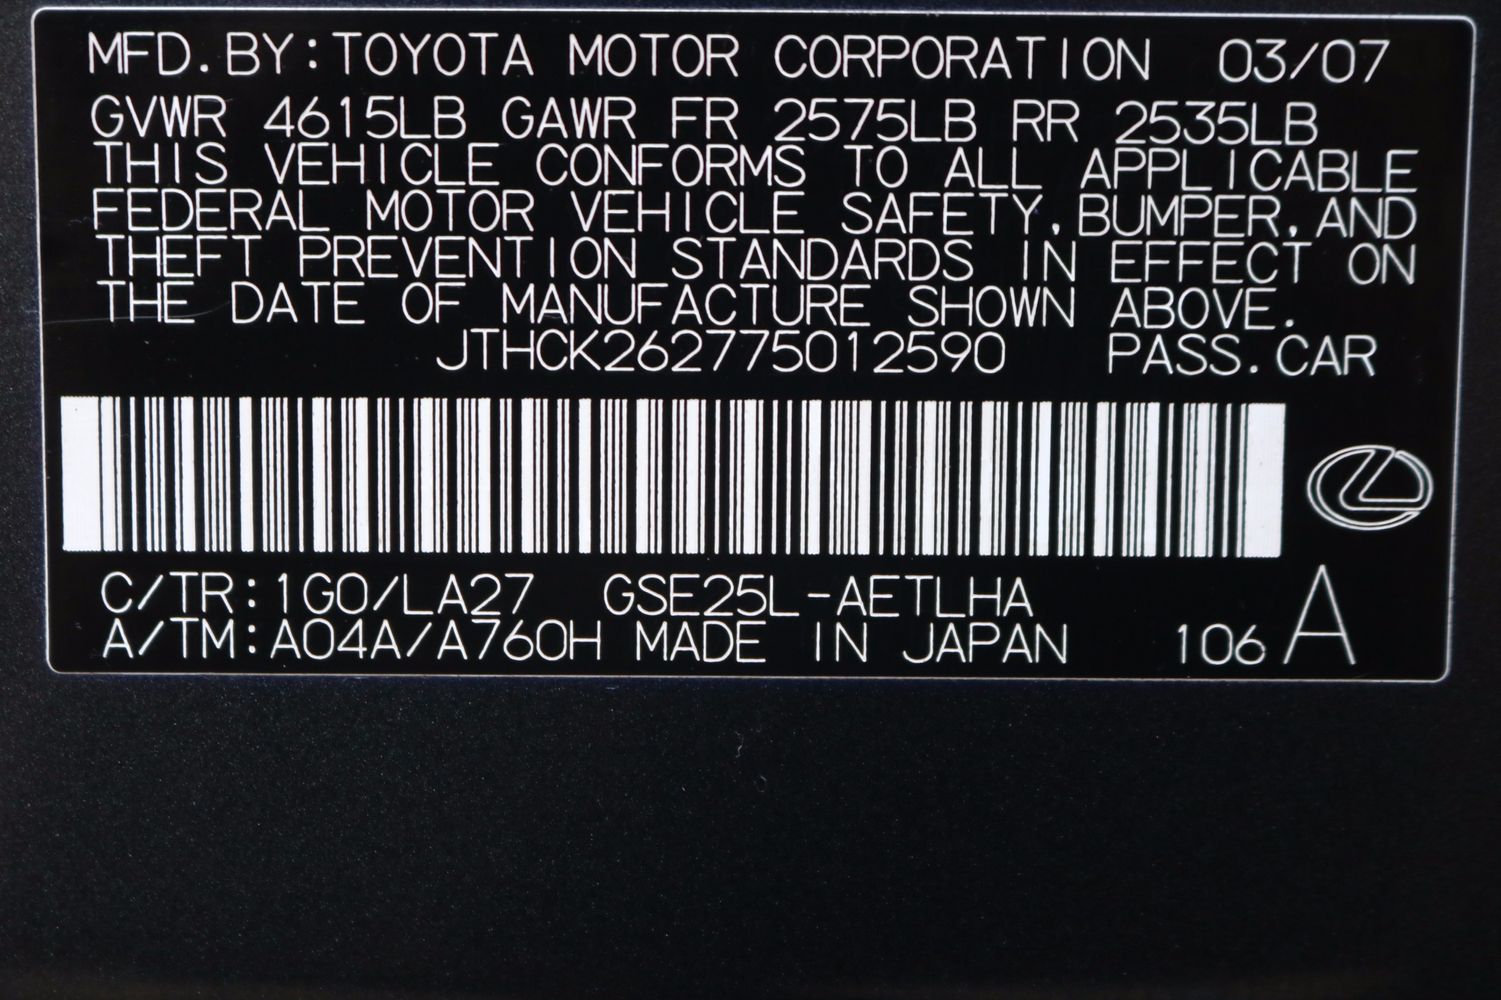 MFD. BY: TOYOTA MOTOR CORPORATION 03/07
GVWR 4615LB GAWR FR 2575LB RR 2535LB
THIS VEHICLE CONFORMS TO ALL APPLICABLE
FEDERAL MOTOR VEHICLE SAFETY, BUMPER, AND
THEFT PREVENTION STANDARDS IN EFFECT ON
THE DATE OF MANUFACTURE SHOWN ABOVE.
JTHCK262775012590 PASS. CAR
C/TR: 1G0/LA27 GSE25L-AETLHA
A/TM: A04A/A760H MADE IN JAPAN 106 A